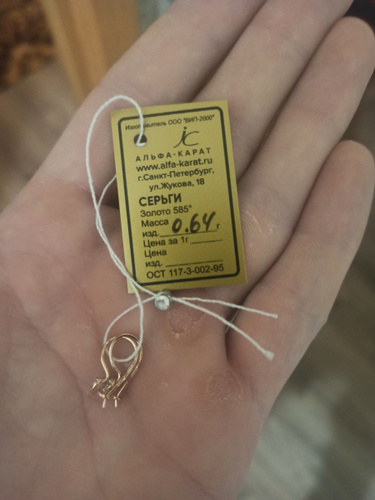 Изготовитель ООО "ВИП-2000"
АЛЬФА-КАРАТ
www.alfa-karat.ru
г.Санкт-Петербург,
ул.Жукова, 18
СЕРЬГИ
Золото 585°
Масса
изд. 0.64 г
Цена за 1г
Цена
изд.
ОСТ 117-3-002-95